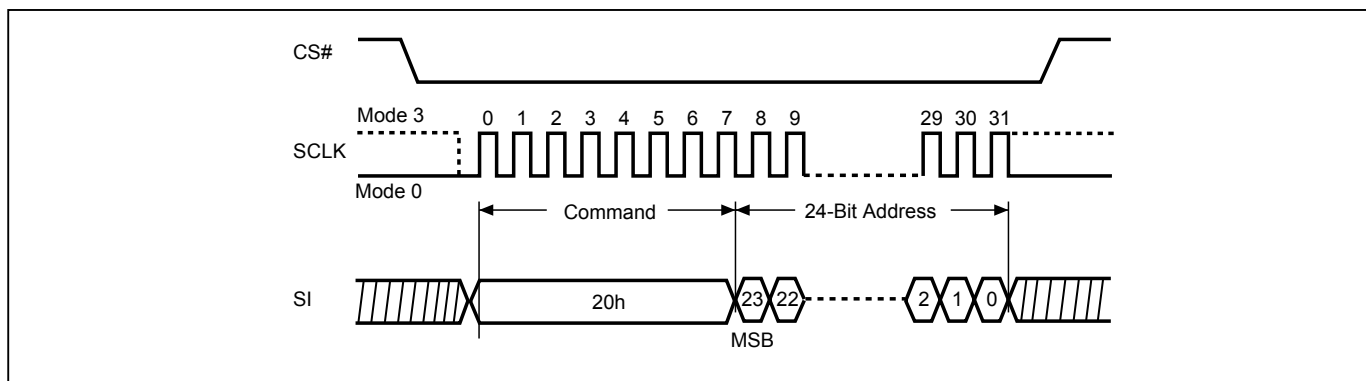 CS#
Mode 3
0 1 2 3 4 5 6 7 8 9 29 30 31
SCLK
Mode 0
Command 24-Bit Address
SI 20h 23 22 2 1 0
MSB